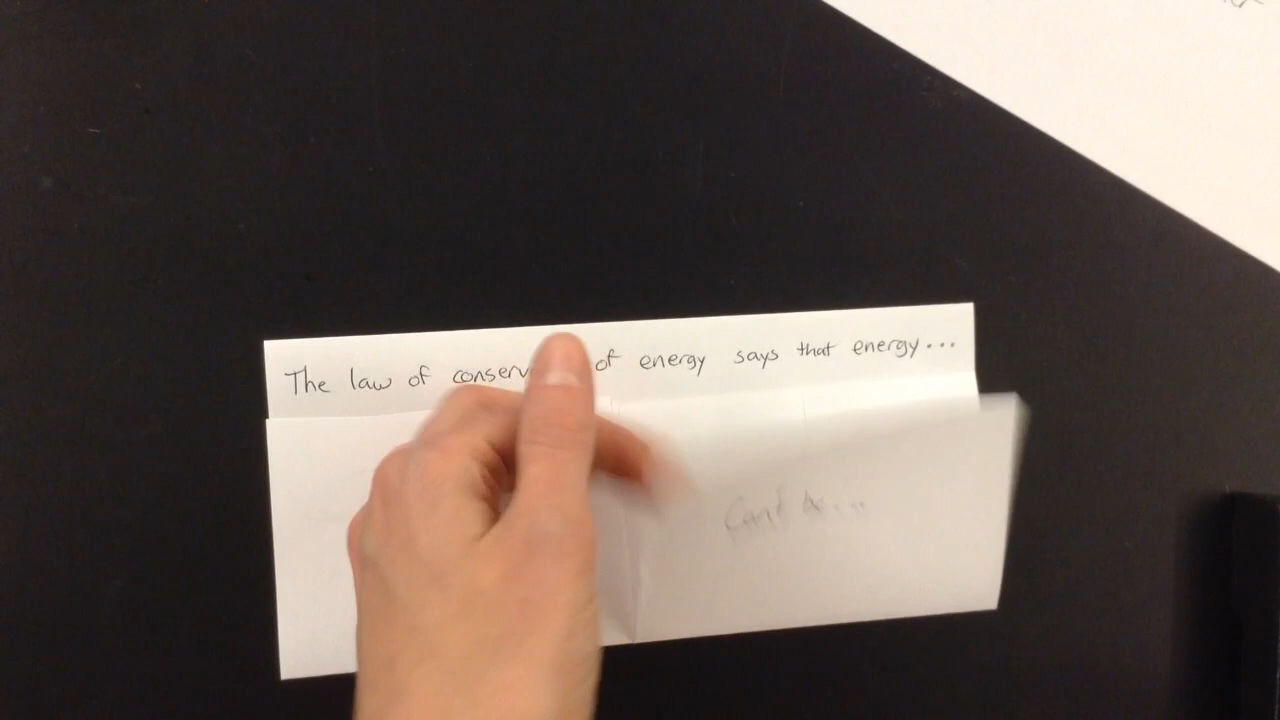 The law of conserv of energy says that energy...
Can't be...